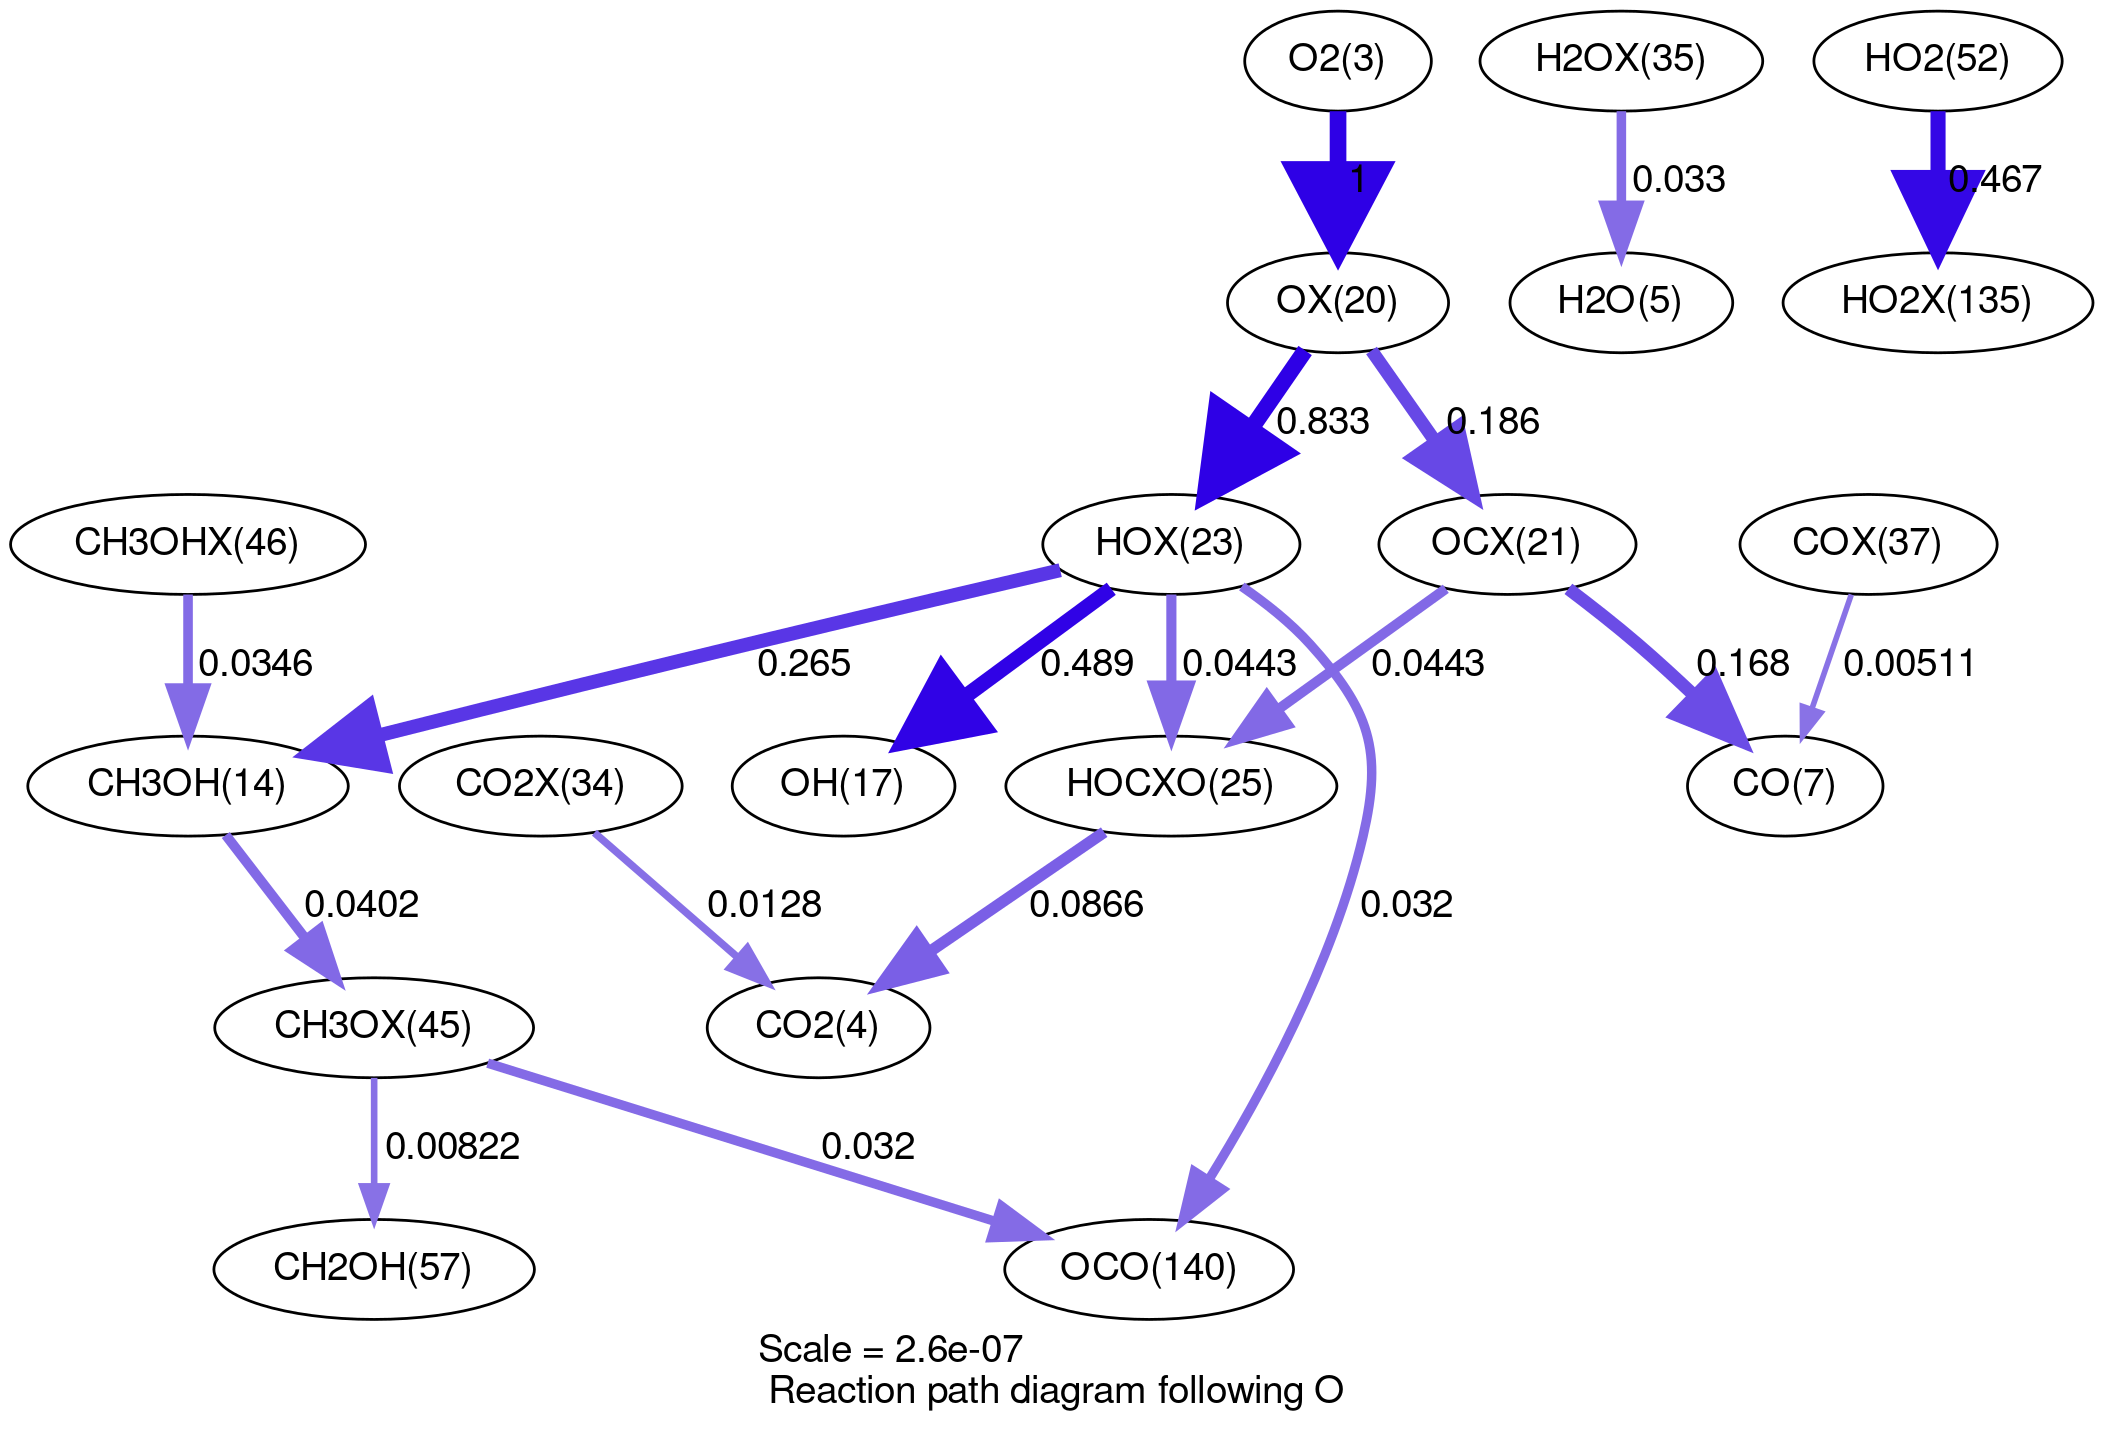 O2(3)
H2OX(35)
HO2(52)
1
0.033
0.467
OX(20)
H2O(5)
HO2X(135)
0.833
0.186
CH3OHX(46)
HOX(23)
OCX(21)
COX(37)
0.0346
0.265
0.489
0.0443
0.0443
0.168
0.00511
CH3OH(14)
CO2X(34)
OH(17)
HOCXO(25)
CO(7)
0.0402
0.0128
0.0866
0.032
CH3OX(45)
CO2(4)
0.00822
0.032
CH2OH(57)
OCO(140)
Scale = 2.6e-07
Reaction path diagram following O